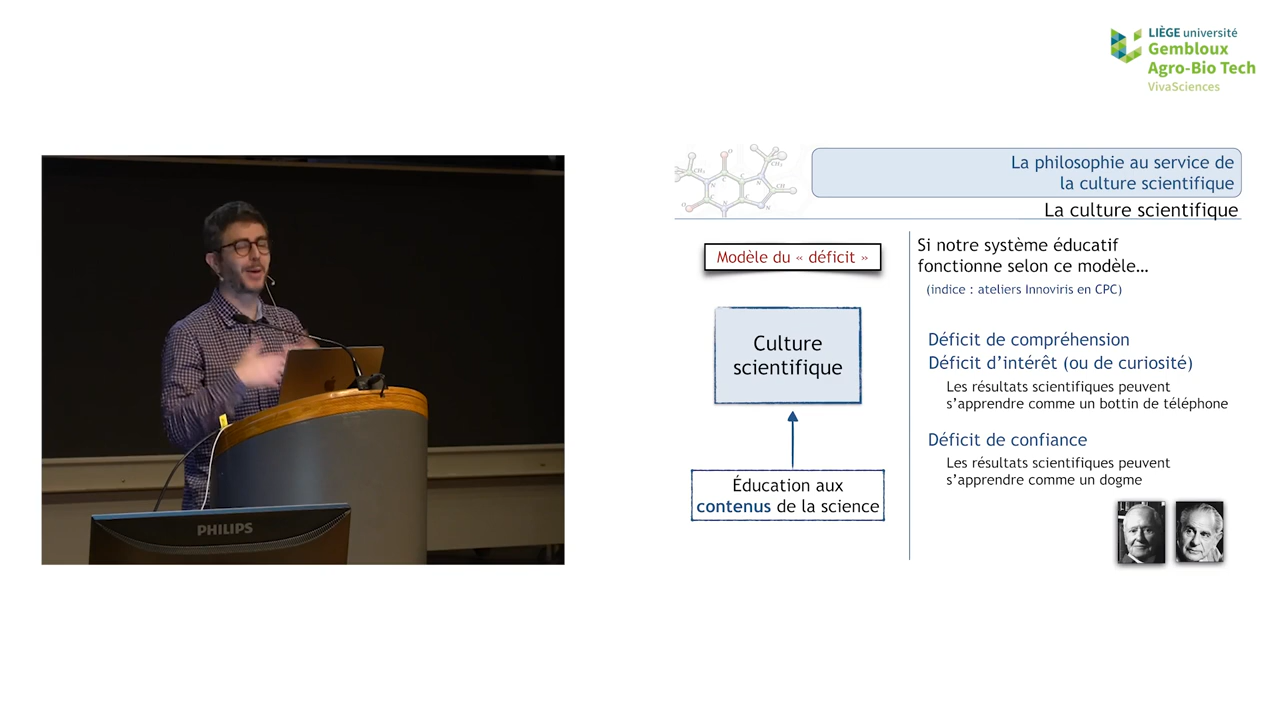 LIÈGE université
Gembloux
Agro-Bio Tech
VivaSciences
La philosophie au service de
la culture scientifique
La culture scientifique
Modèle du « déficit »
Culture
scientifique
Éducation aux
contenus de la science
Si notre système éducatif
fonctionne selon ce modèle…
(indice : ateliers Innoviris en CPC)
Déficit de compréhension
Déficit d’intérêt (ou de curiosité)
Les résultats scientifiques peuvent
s’apprendre comme un bottin de téléphone
Déficit de confiance
Les résultats scientifiques peuvent
s’apprendre comme un dogme
PHILIPS